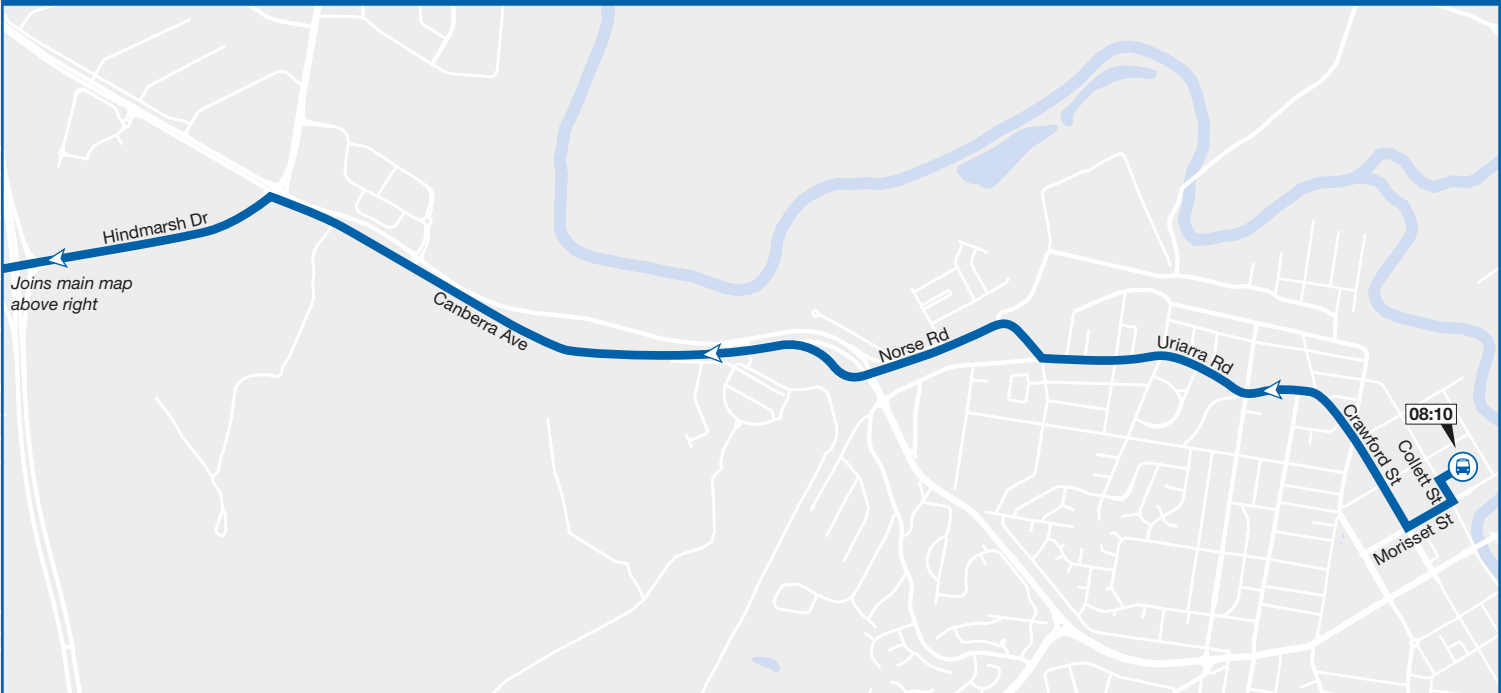 Hindmarsh Dr
Joins main map
above right
Canberra Ave
Norse Rd
Uriarra Rd
Crawford St
Collett St
08:10
Morisset St